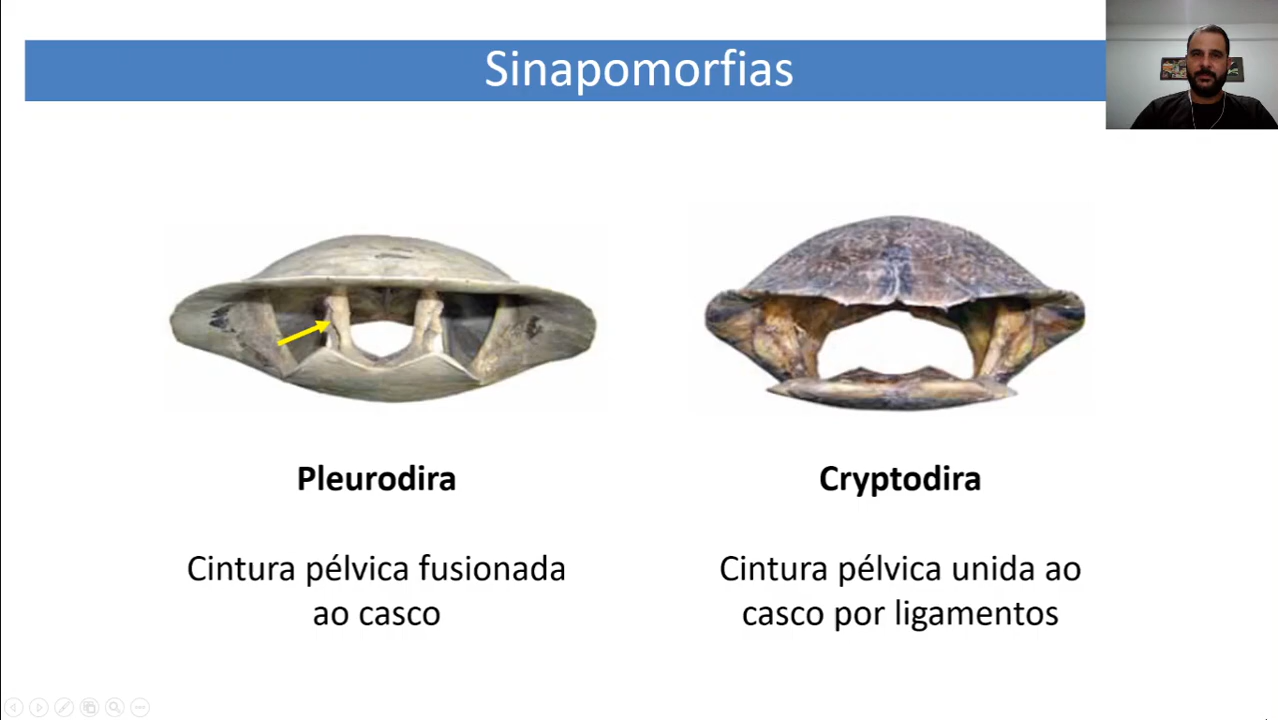 Sinapomorfias
Pleurodira
Cryptodira
Cintura pélvica fusionada
ao casco
Cintura pélvica unida ao
casco por ligamentos